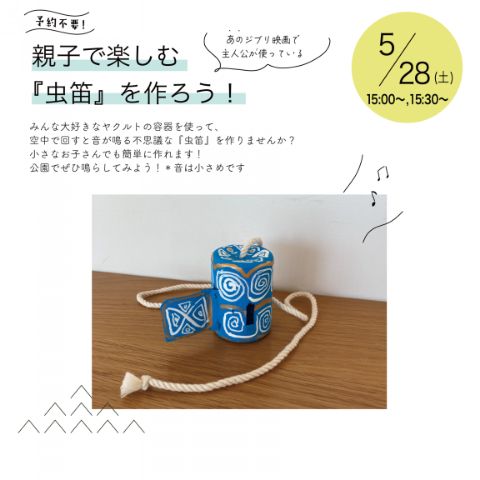 予約不要!
親子で楽しむ
『虫笛』を作ろう!
あのジブリ映画で
主人公が使っている
5/28(土)
15:00〜,15:30〜
みんな大好きなヤクルトの容器を使って、
空中で回すと音が鳴る不思議な『虫笛』を作りませんか?
小さなお子さんでも簡単に作れます!
公園でぜひ鳴らしてみよう!＊音は小さめです